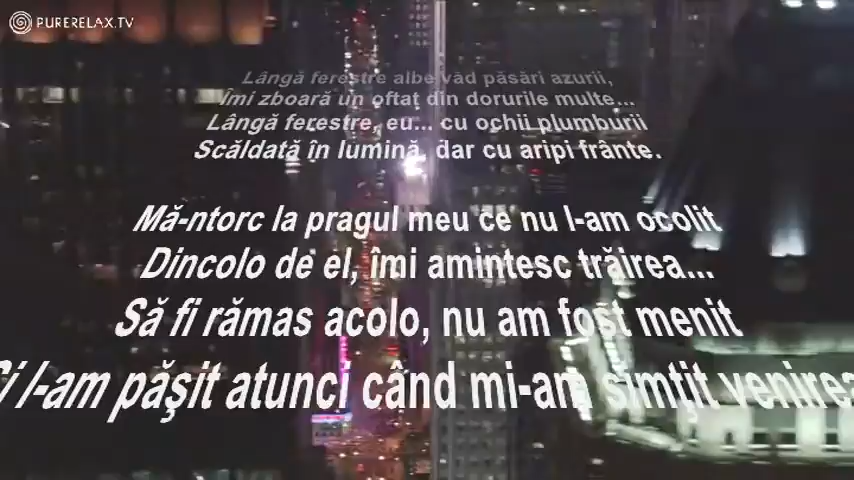 PURERELAX.TV
Lângă ferestre albe văd păsări azurii,
Îmi zboară un oftat din dorurile multe...
Lângă ferestre, eu... cu ochii plumburii
Scăldată în lumină, dar cu aripi frânte.
Mă-ntorc la pragul meu ce nu l-am ocolit
Dincolo de el, îmi amintesc trăirea...
Să fi rămas acolo, nu am fost menit
Ci l-am păşit atunci când mi-am simţit venirea